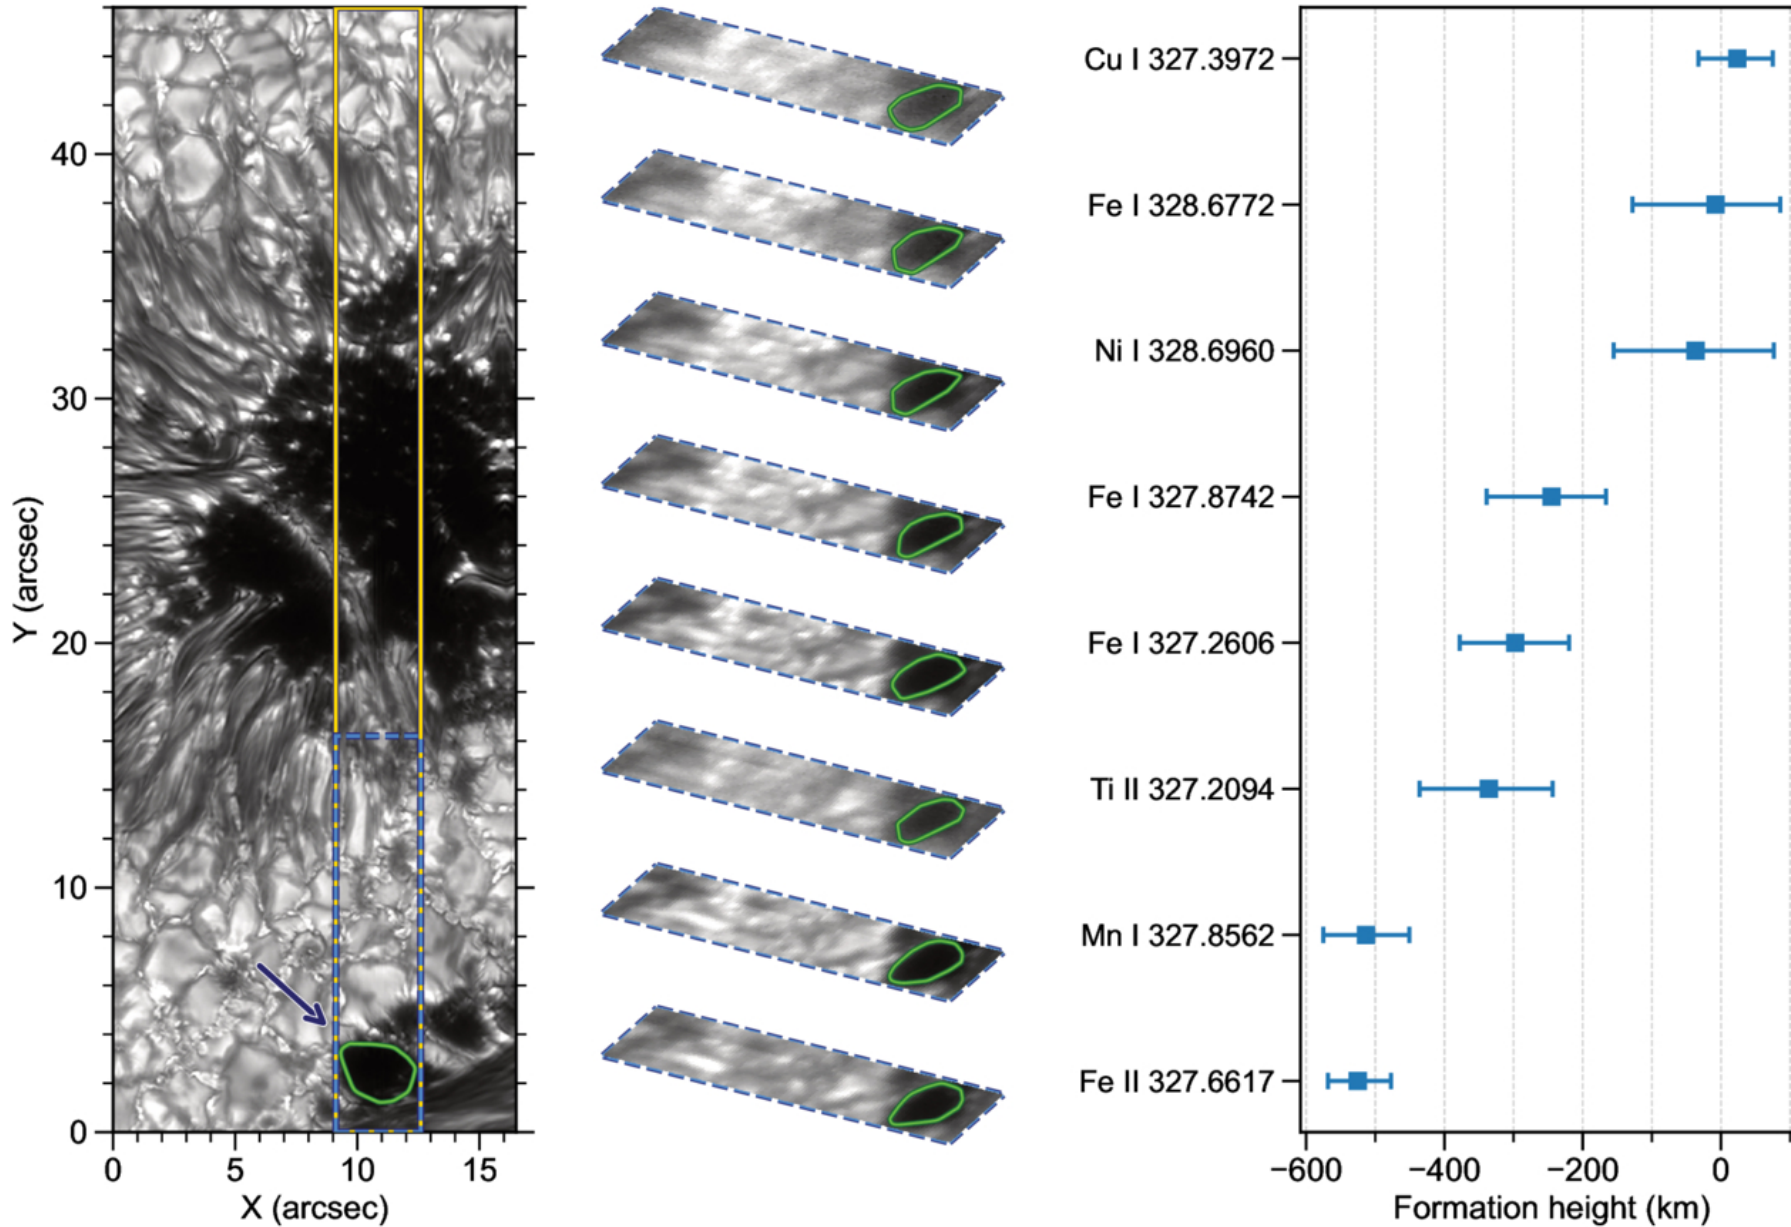 40
30
20
10
0
Y (arcsec)
0 5 10 15
X (arcsec)
Cu I 327.3972
Fe I 328.6772
Ni I 328.6960
Fe I 327.8742
Fe I 327.2606
Ti II 327.2094
Mn I 327.8562
Fe II 327.6617
−600 −400 −200 0
Formation height (km)